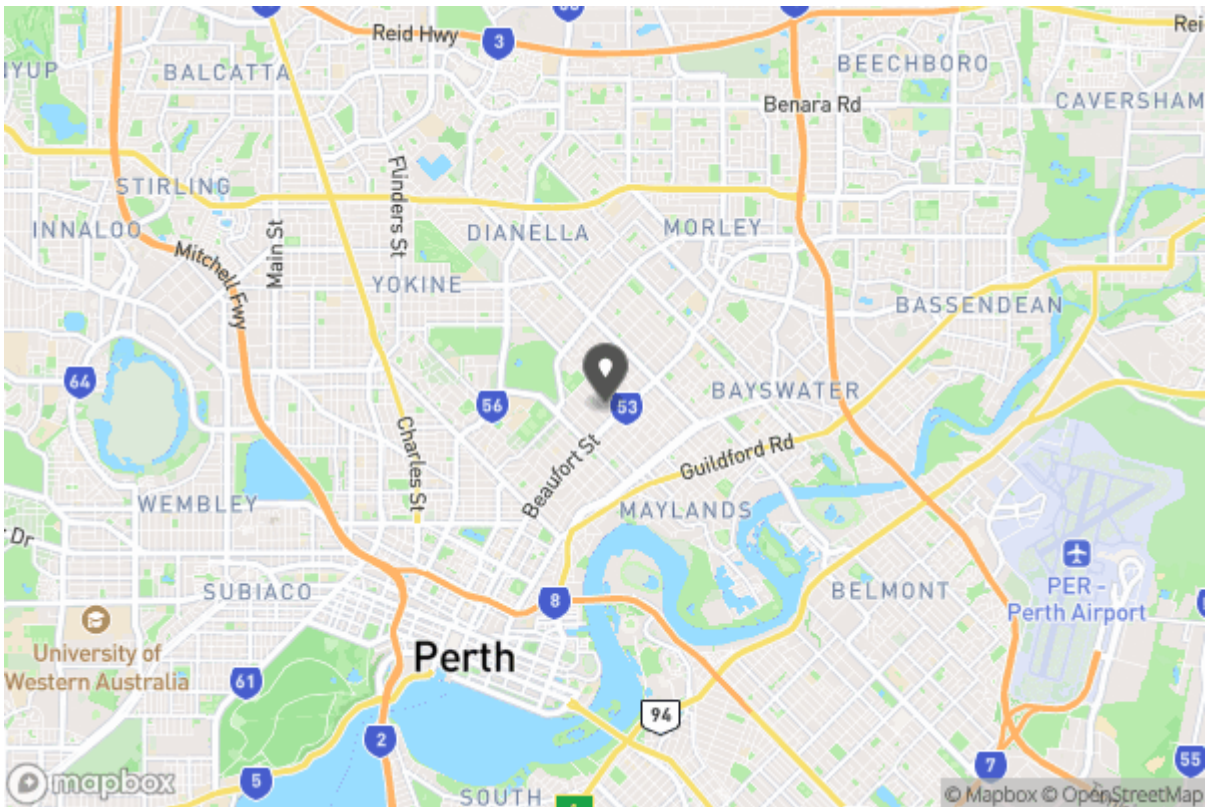 Reid Hwy
3
BALCATTA
BEECHBORO
Benara Rd
CAVERSHAM
STIRLING
Flinders St
INNALOO
Main St
DIANELLA
MORLEY
Mitchell Fwy
YOKINE
BASSENDEAN
64
56
53
BAYSWATER
Charles St
Beaufort St
Guildford Rd
WEMBLEY
MAYLANDS
Dr
SUBIACO
8
BELMONT
PER -
Perth Airport
University of
Western Australia
Perth
61
94
2
7
55
5
mapbox
SOUTH
© Mapbox © OpenStreetMap